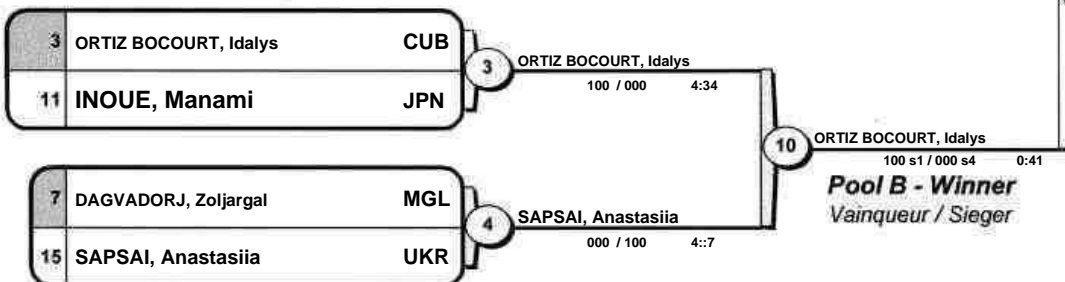 3 ORTIZ BOCOURT, Idalys CUB
11 INOUE, Manami JPN
3
ORTIZ BOCOURT, Idalys
100 / 000 4:34
7 DAGVADORJ, Zoljargal MGL
15 SAPSAI, Anastasiia UKR
4
SAPSAI, Anastasiia
000 / 100 4::7
10
ORTIZ BOCOURT, Idalys
100 s1 / 000 s4 0:41
Pool B - Winner
Vainqueur / Sieger